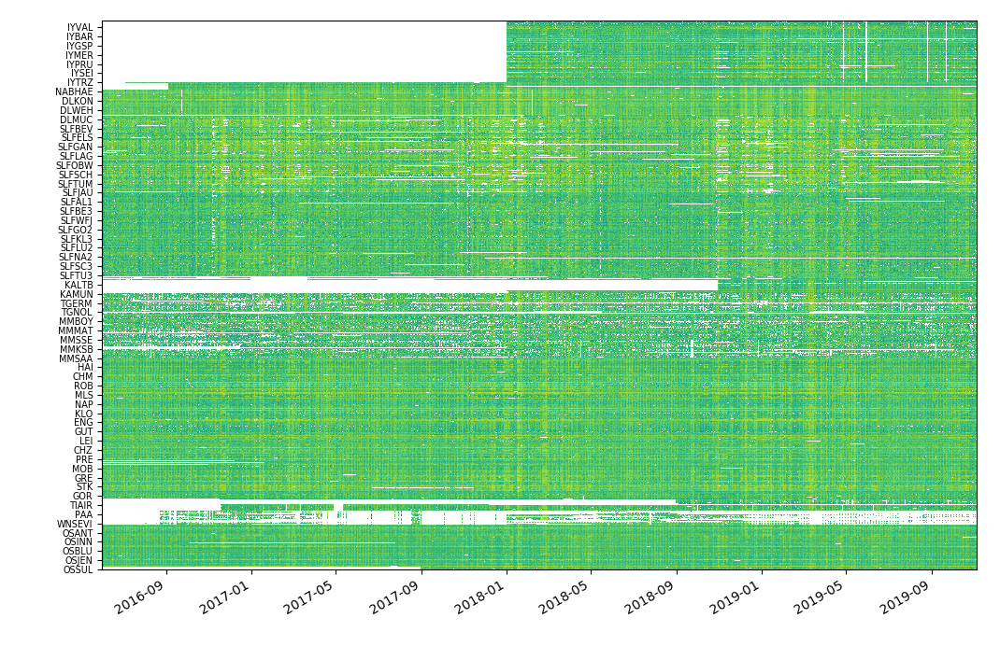 IYVAL
IYBAR
IYGSP
IYMER
IYPRU
IYSEI
IYTRZ
NABHAE
DLKON
DLWEH
DLMUC
SLFBEV
SLFELS
SLFGAN
SLFLAG
SLFOBW
SLFSCH
SLFTUM
SLFJAU
SLFAL1
SLFBE3
SLFWFJ
SLFGO2
SLFKL3
SLFLU2
SLFNA2
SLFSC3
SLFTU3
KALTB
KAMUN
TGERM
TGNOL
MMBOY
MMMAT
MMSSE
MMKSB
MMSAA
HAI
CHM
ROB
MLS
NAP
KLO
ENG
GUT
LEI
CHZ
PRE
MOB
GRE
STK
GOR
TIAIR
PAA
WNSEVI
OSANT
OSINN
OSBLU
OSJEN
OSSUL
2016-09 2017-01 2017-05 2017-09 2018-01 2018-05 2018-09 2019-01 2019-05 2019-09